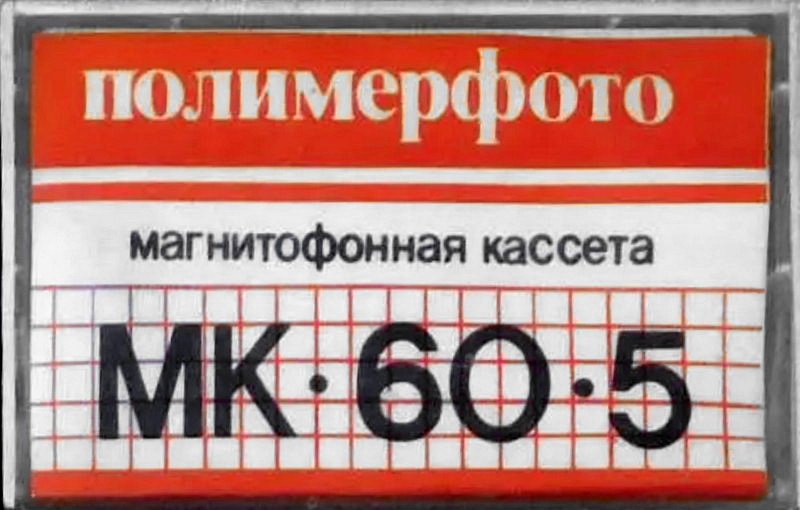 полимерфото
магнитофонная кассета
МК·60·5